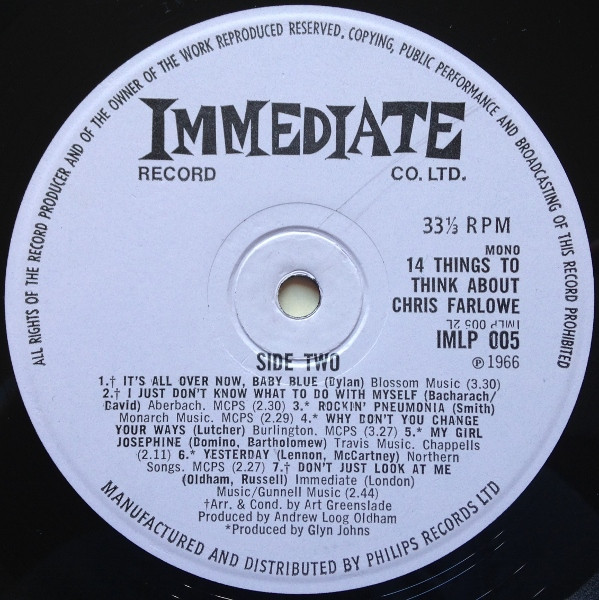 ALL RIGHTS OF THE RECORD PRODUCER AND OF THE OWNER OF THE WORK REPRODUCED RESERVED. COPYING, PUBLIC PERFORMANCE AND BROADCASTING OF THIS RECORD PROHIBITED
IMMEDIATE
RECORD CO. LTD.
33⅓ RPM
MONO
14 THINGS TO
THINK ABOUT
CHRIS FARLOWE
IMLP 005 2L
IMLP 005
℗ 1966
SIDE TWO
1.† IT'S ALL OVER NOW, BABY BLUE (Dylan) Blossom Music (3.30)
2.† I JUST DON'T KNOW WHAT TO DO WITH MYSELF (Bacharach/
David) Aberbach. MCPS (2.30) 3.* ROCKIN' PNEUMONIA (Smith)
Monarch Music. MCPS (2.29) 4.* WHY DON'T YOU CHANGE
YOUR WAYS (Lutcher) Burlington. MCPS (3.27) 5.* MY GIRL
JOSEPHINE (Domino, Bartholomew) Travis Music. Chappells
(2.11) 6.* YESTERDAY (Lennon, McCartney) Northern
Songs. MCPS (2.27) 7.† DON'T JUST LOOK AT ME
(Oldham, Russell) Immediate (London)
Music/Gunnell Music (2.44)
†Arr. & Cond. by Art Greenslade
Produced by Andrew Loog Oldham
*Produced by Glyn Johns
MANUFACTURED AND DISTRIBUTED BY PHILIPS RECORDS LTD